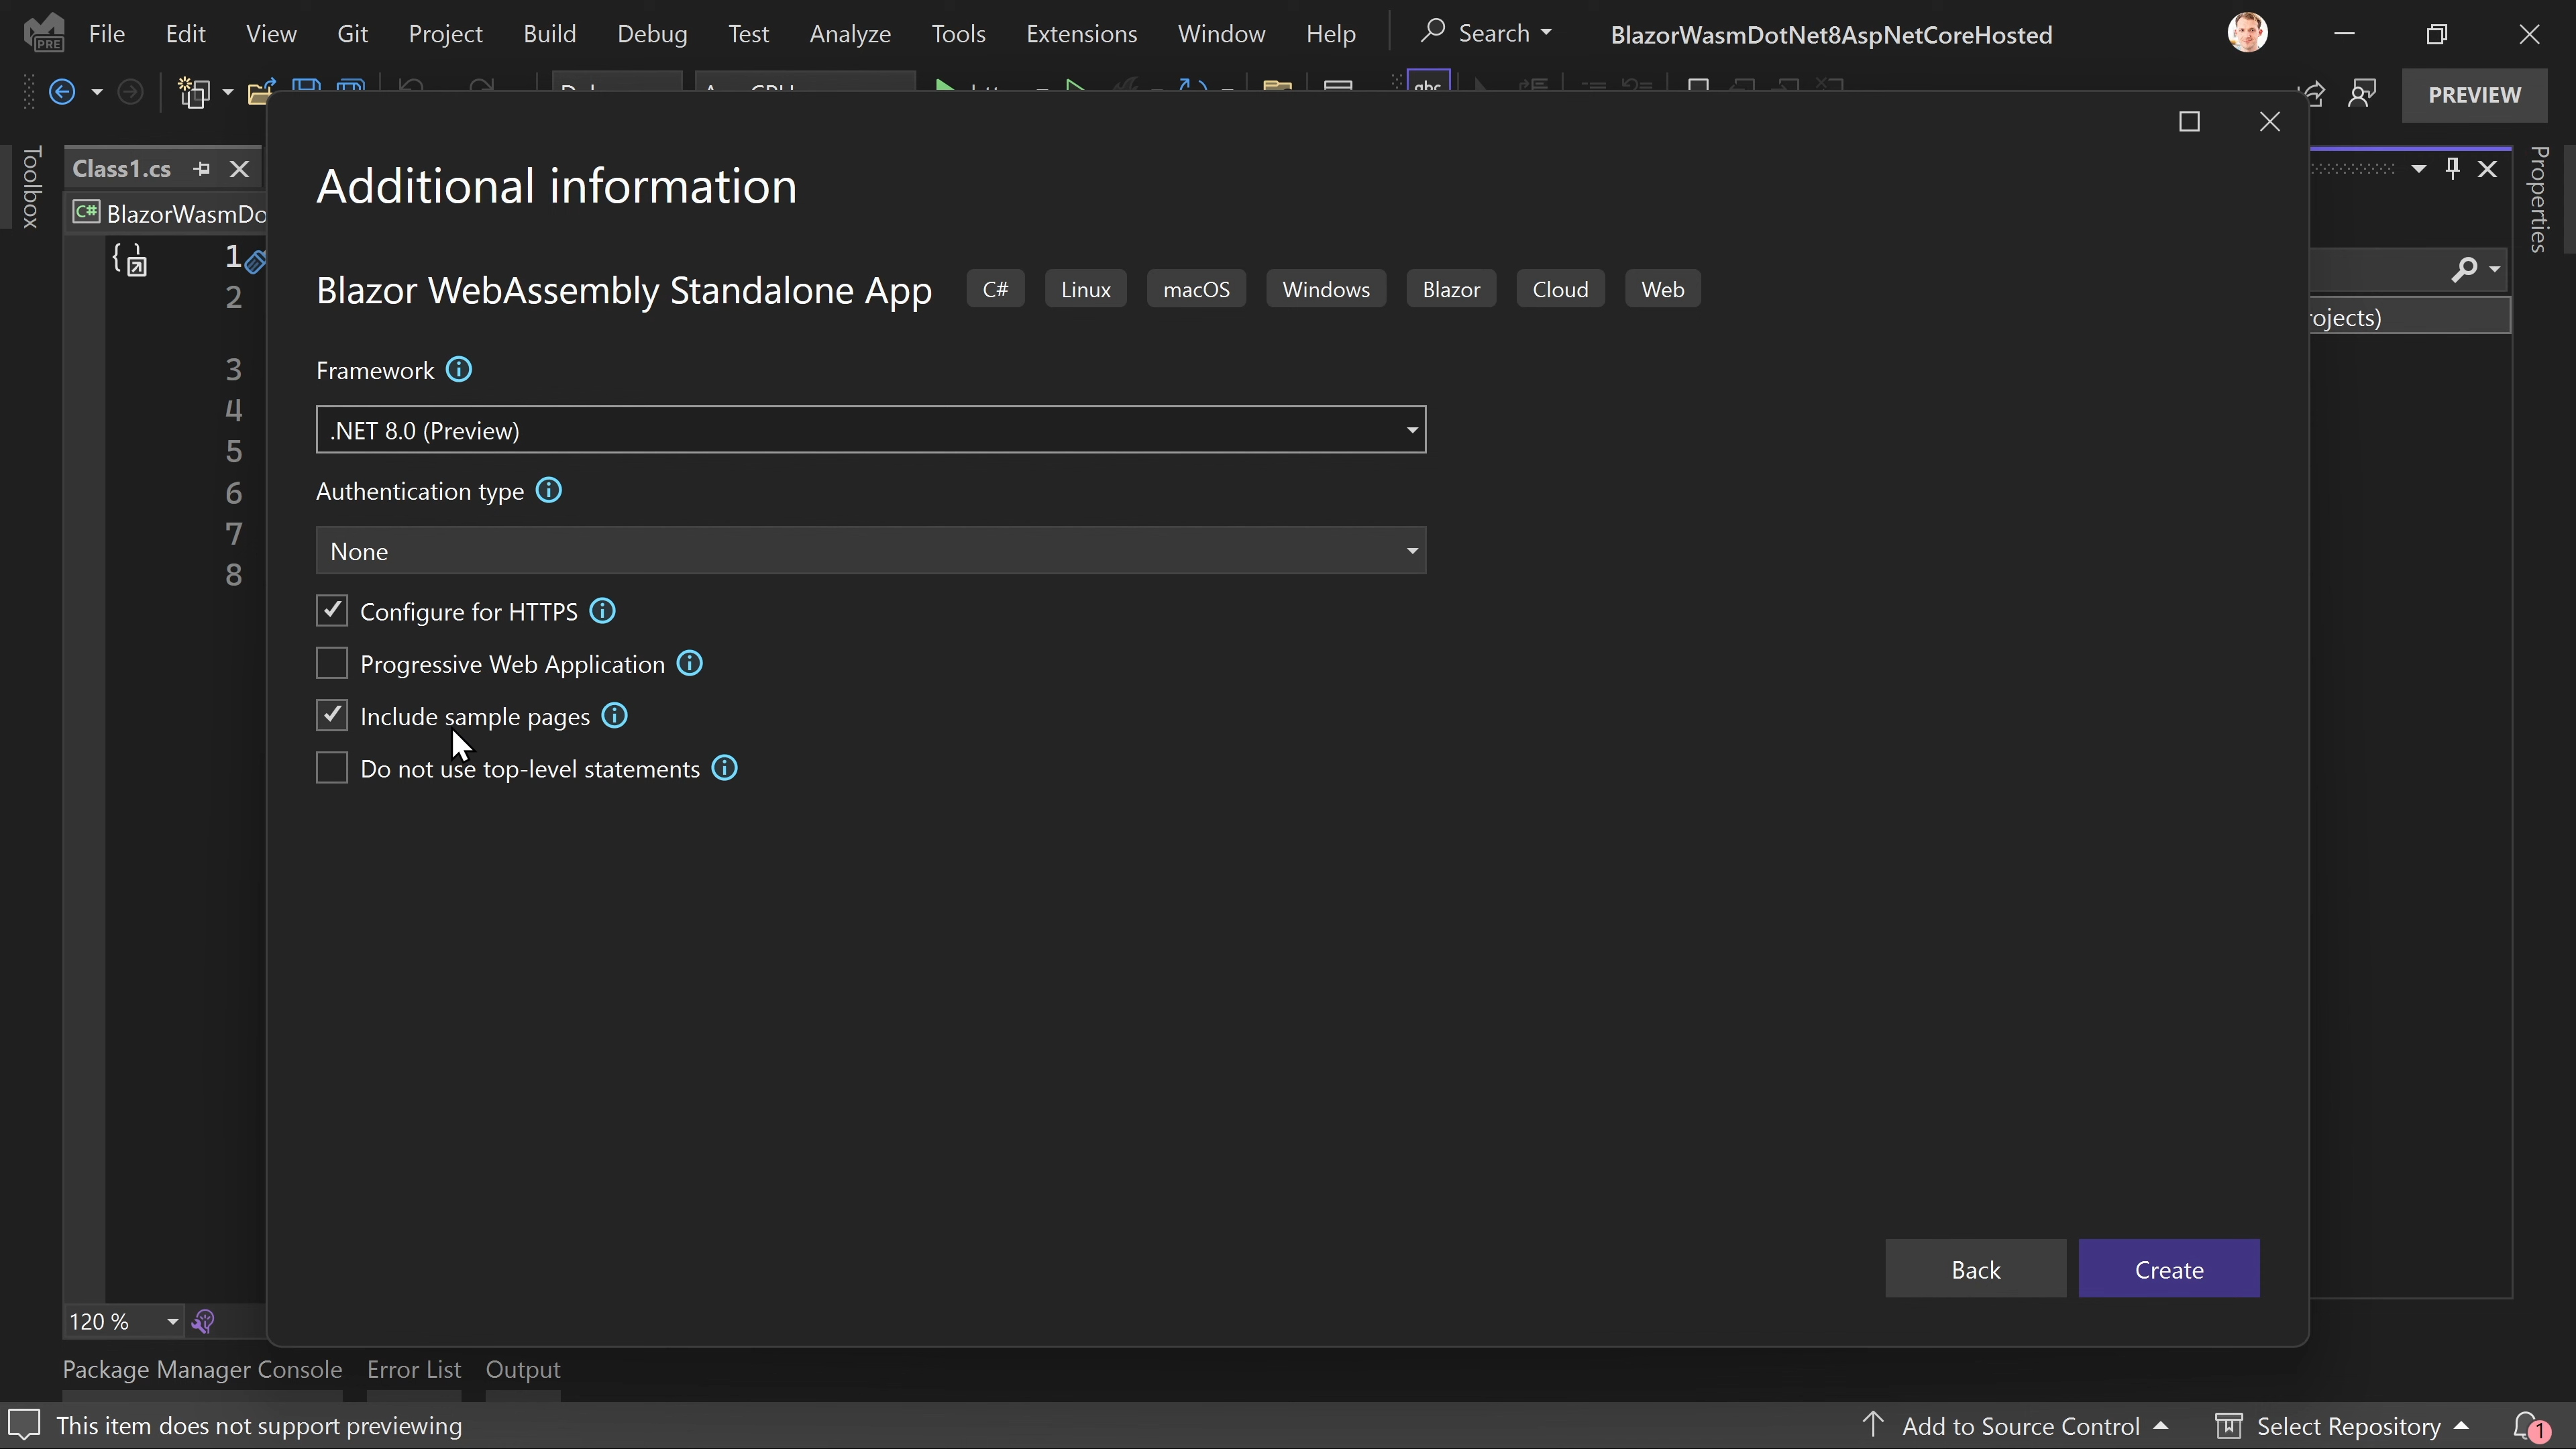 PRE File Edit View Git Project Build Debug Test Analyze Tools Extensions Window Help Search BlazorWasmDotNet8AspNetCoreHosted
PREVIEW
Toolbox
Class1.cs
Properties
C# BlazorWasmDo
Additional information
Blazor WebAssembly Standalone App C# Linux macOS Windows Blazor Cloud Web
ojects)
1
2
3
4
5
6
7
8
Framework
.NET 8.0 (Preview)
Authentication type
None
Configure for HTTPS
Progressive Web Application
Include sample pages
Do not use top-level statements
Back Create
120 %
Package Manager Console Error List Output
This item does not support previewing Add to Source Control Select Repository 1